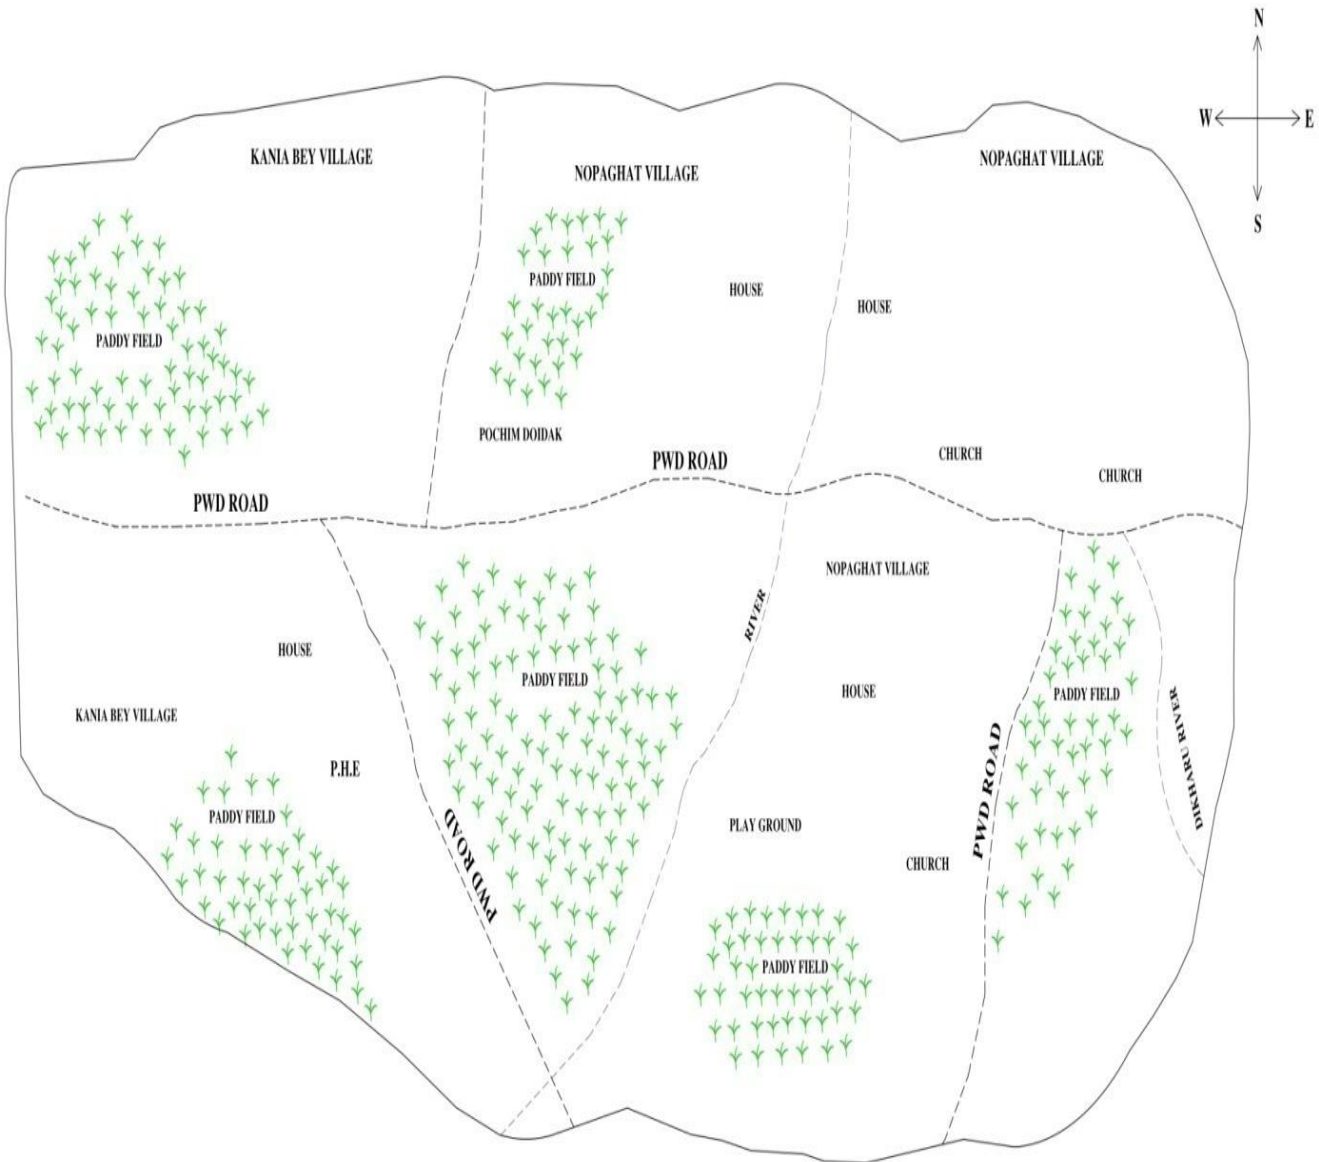 N
W E
S
KANIA BEY VILLAGE
NOPAGHAT VILLAGE
NOPAGHAT VILLAGE
PADDY FIELD
HOUSE
HOUSE
PADDY FIELD
POCHIM DOIDAK
PWD ROAD
CHURCH
CHURCH
PWD ROAD
NOPAGHAT VILLAGE
RIVER
HOUSE
PADDY FIELD
HOUSE
PADDY FIELD
KANIA BEY VILLAGE
DIKHARU RIVER
P.H.E
PWD ROAD
PADDY FIELD
PLAY GROUND
PWD ROAD
CHURCH
PADDY FIELD